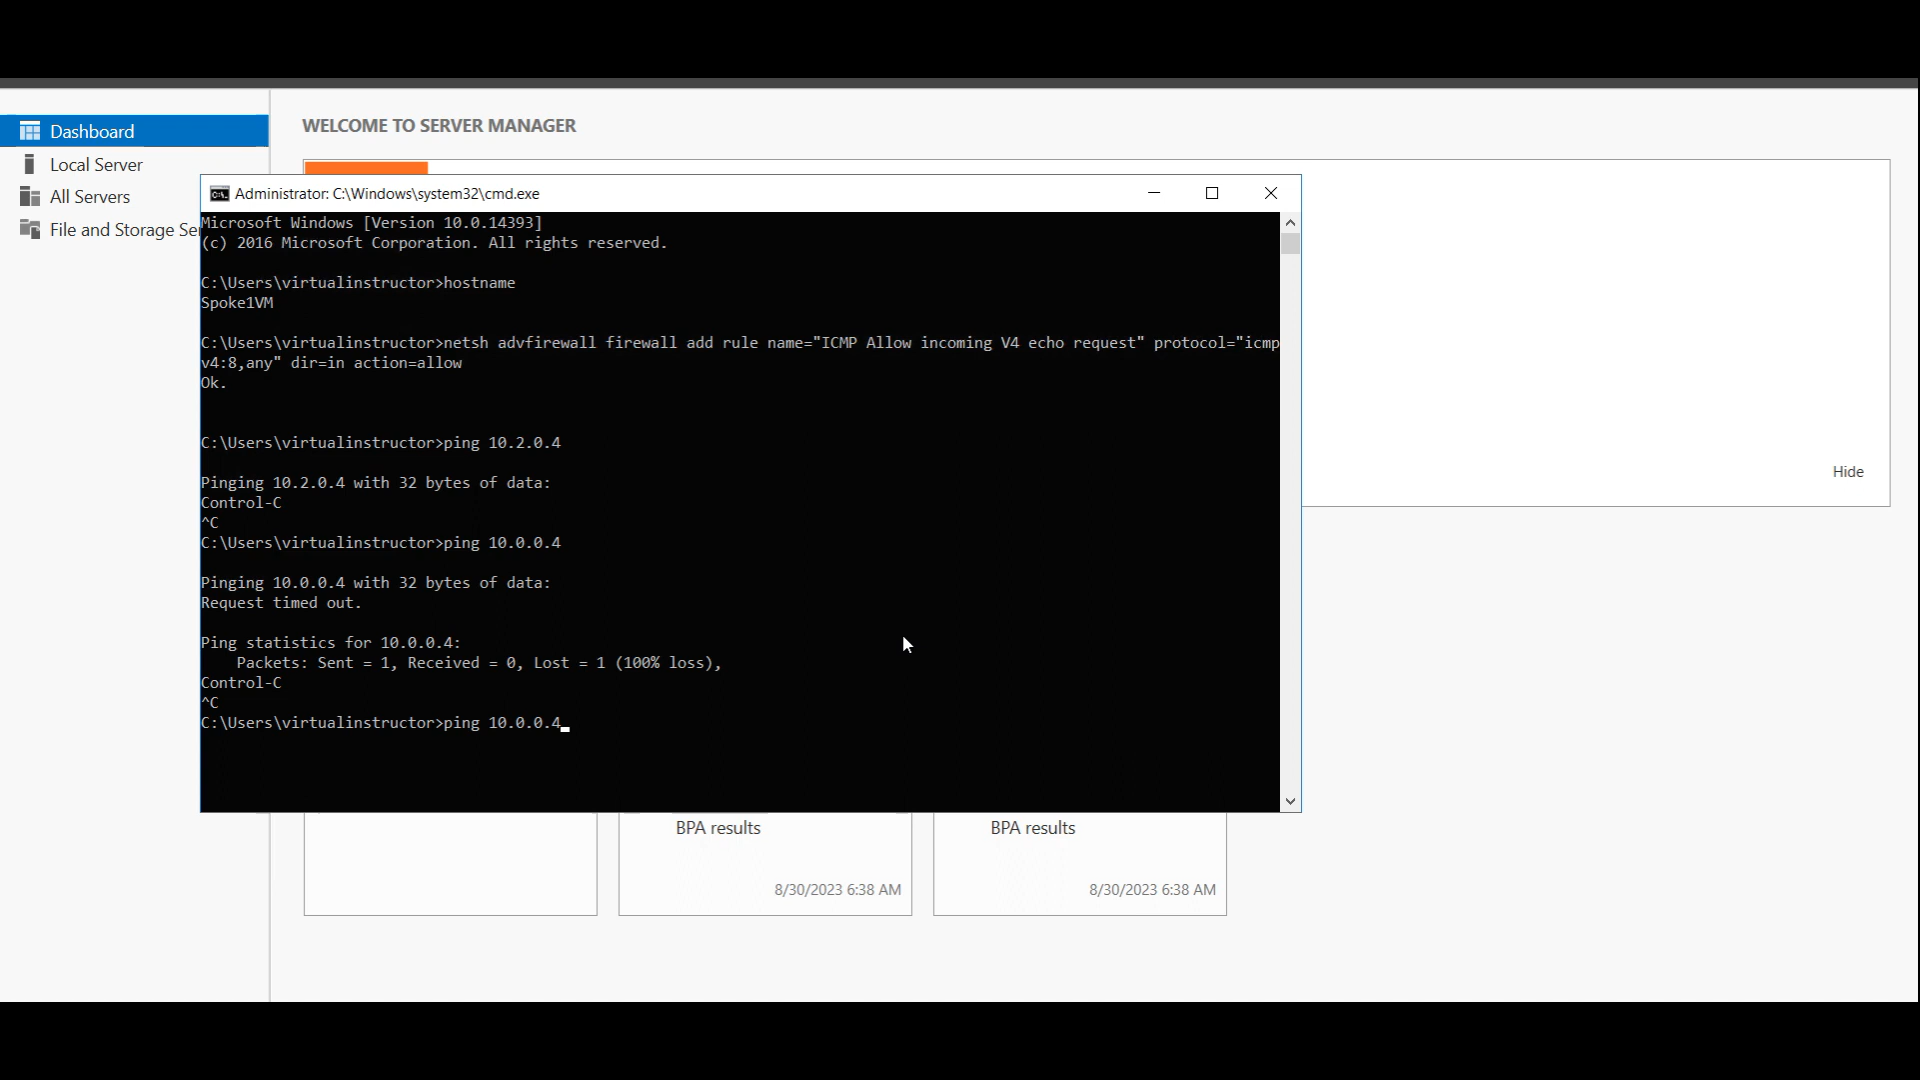 WELCOME TO SERVER MANAGER
Dashboard
Local Server
All Servers
File and Storage Ser
Administrator: C:\Windows\system32\cmd.exe
Microsoft Windows [Version 10.0.14393]
(c) 2016 Microsoft Corporation. All rights reserved.
C:\Users\virtualinstructor>hostname
Spoke1VM
C:\Users\virtualinstructor>netsh advfirewall firewall add rule name="ICMP Allow incoming V4 echo request" protocol="icmp
v4:8,any" dir=in action=allow
Ok.
C:\Users\virtualinstructor>ping 10.2.0.4
Pinging 10.2.0.4 with 32 bytes of data:
Control-C
^C
C:\Users\virtualinstructor>ping 10.0.0.4
Pinging 10.0.0.4 with 32 bytes of data:
Request timed out.
Ping statistics for 10.0.0.4:
Packets: Sent = 1, Received = 0, Lost = 1 (100% loss),
Control-C
^C
C:\Users\virtualinstructor>ping 10.0.0.4
Hide
BPA results
8/30/2023 6:38 AM
BPA results
8/30/2023 6:38 AM